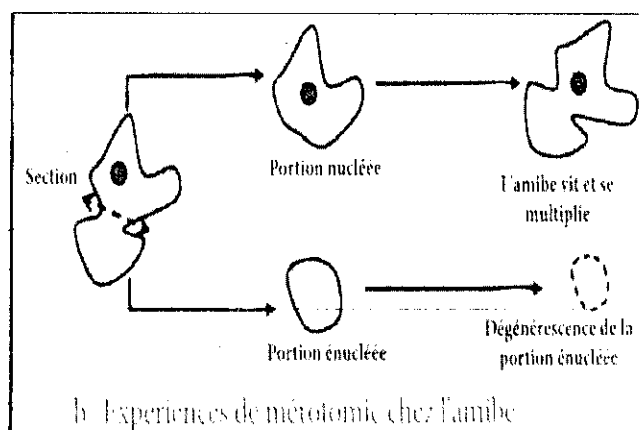 Section
Portion nucléée
L'amibe vit et se
multiplie
Portion énucléée
Dégénérescence de la
portion énucléée
b Expériences de mérotomie chez l'amibe